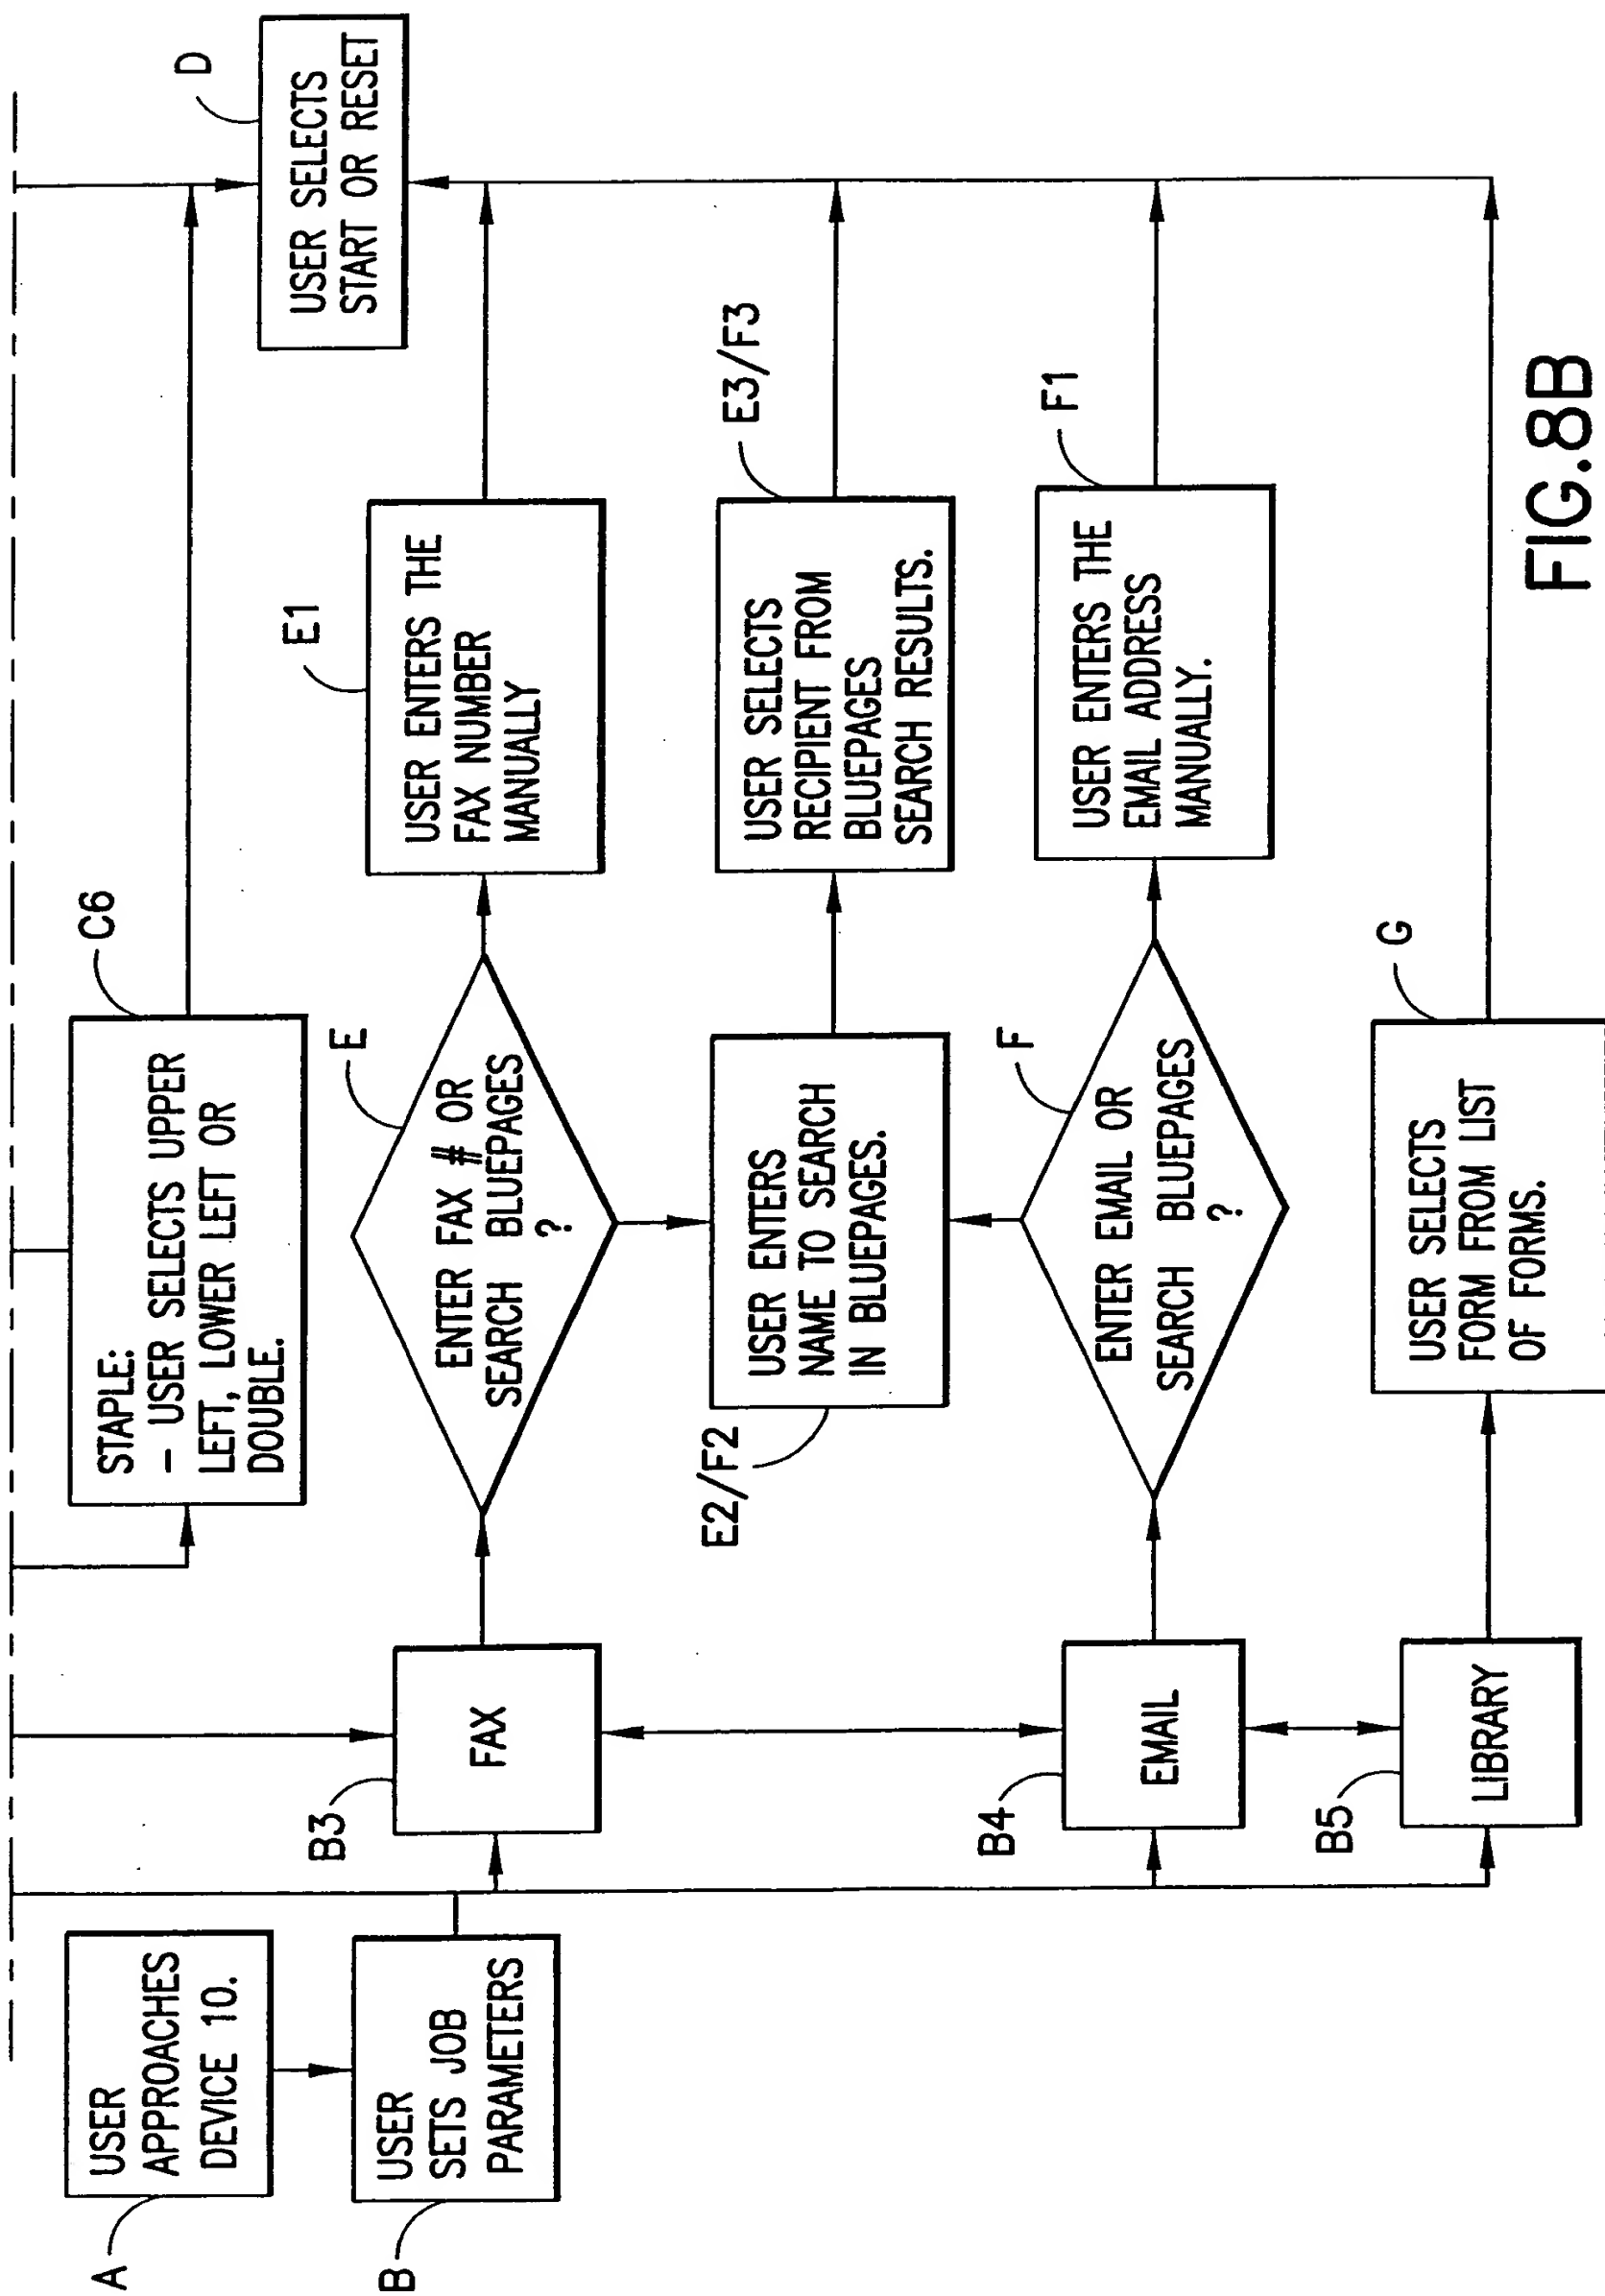 A
USER
APPROACHES
DEVICE 10.
B
USER
SETS JOB
PARAMETERS
STAPLE:
- USER SELECTS UPPER
LEFT, LOWER LEFT OR
DOUBLE.
C6
USER SELECTS
START OR RESET
D
B3
FAX
ENTER FAX # OR
SEARCH BLUEPAGES
?
E
USER ENTERS THE
FAX NUMBER
MANUALLY
E1
E2/F2
USER ENTERS
NAME TO SEARCH
IN BLUEPAGES.
USER SELECTS
RECIPIENT FROM
BLUEPAGES
SEARCH RESULTS.
E3/F3
B4
EMAIL
ENTER EMAIL OR
SEARCH BLUEPAGES
?
F
USER ENTERS THE
EMAIL ADDRESS
MANUALLY.
F1
B5
LIBRARY
USER SELECTS
FORM FROM LIST
OF FORMS.
G
FIG.8B